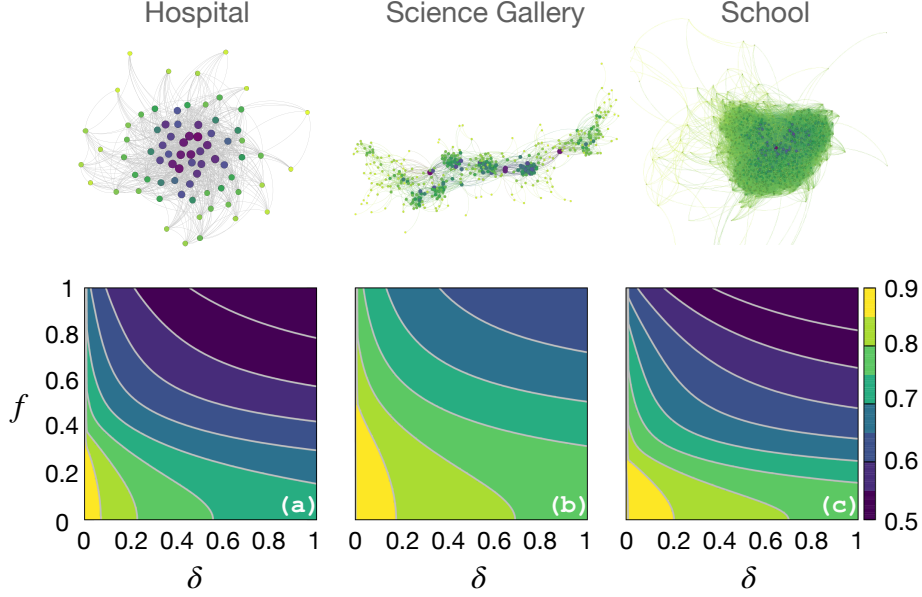 Hospital Science Gallery School
1 0.9
0.8 0.8
0.6 0.7
f
0.4
0.6
0.2
(a) (b) (c)
0 0.5
0 0.2 0.4 0.6 0.8 1 0 0.2 0.4 0.6 0.8 1 0 0.2 0.4 0.6 0.8 1
δ δ δ